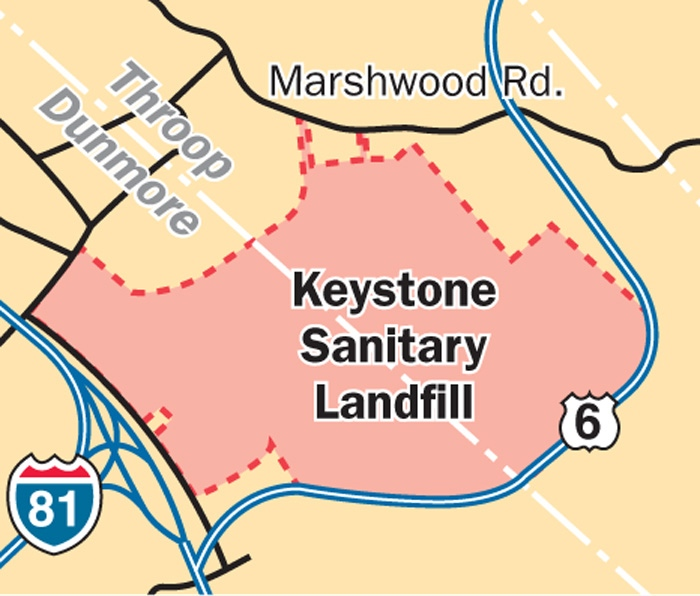 Marshwood Rd.
Throop
Dunmore
Keystone
Sanitary
Landfill
6
81